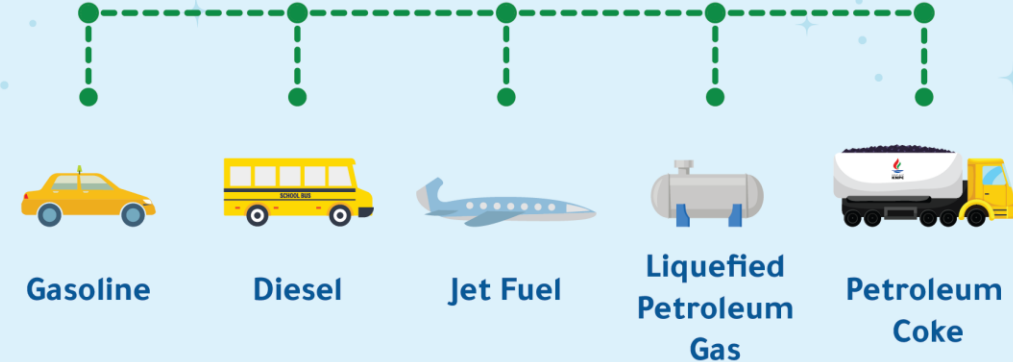 SCHOOL BUS
Gasoline
Diesel
Jet Fuel
Liquefied
Petroleum
Gas
Petroleum
Coke